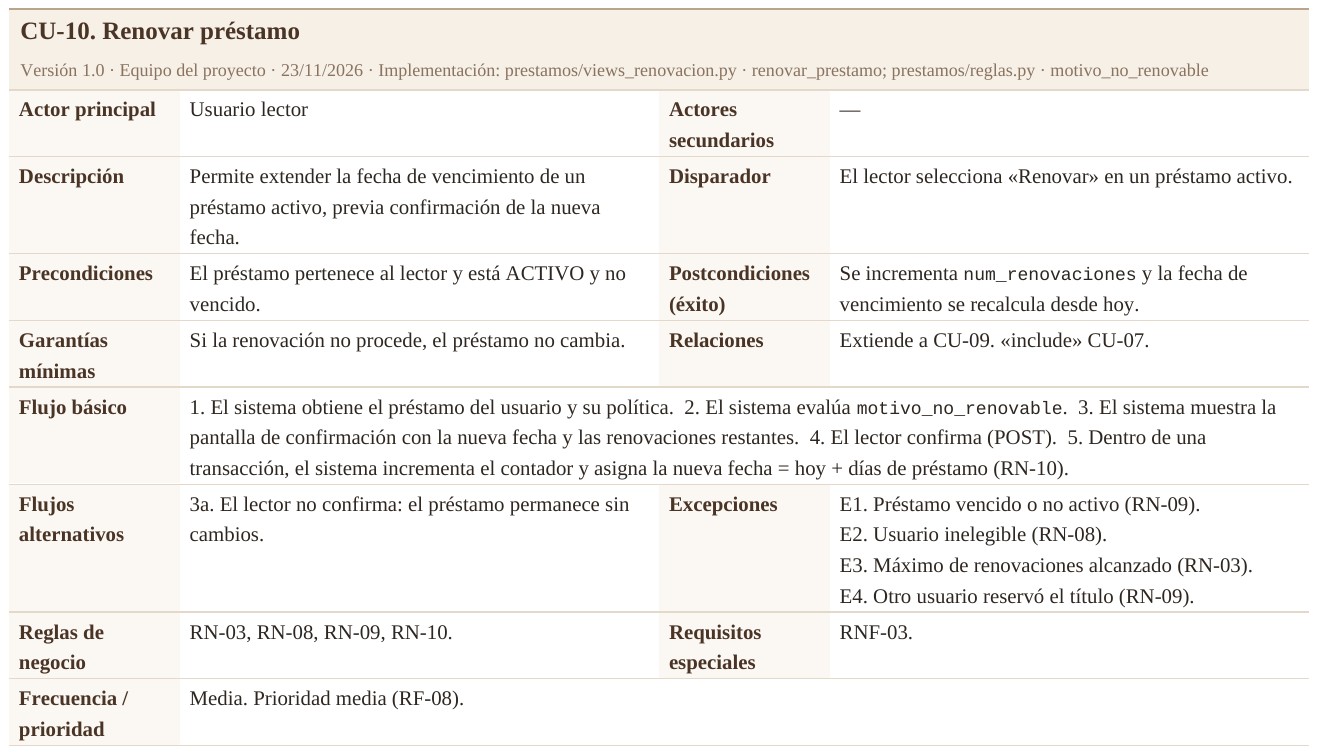 CU-10. Renovar préstamo
Versión 1.0 · Equipo del proyecto · 23/11/2026 · Implementación: prestamos/views_renovacion.py · renovar_prestamo; prestamos/reglas.py · motivo_no_renovable
Actor principal
Usuario lector
Actores
secundarios
—
Descripción
Permite extender la fecha de vencimiento de un
préstamo activo, previa confirmación de la nueva
fecha.
Disparador
El lector selecciona «Renovar» en un préstamo activo.
Precondiciones
El préstamo pertenece al lector y está ACTIVO y no
vencido.
Postcondiciones
(éxito)
Se incrementa num_renovaciones y la fecha de
vencimiento se recalcula desde hoy.
Garantías
mínimas
Si la renovación no procede, el préstamo no cambia.
Relaciones
Extiende a CU-09. «include» CU-07.
Flujo básico
1. El sistema obtiene el préstamo del usuario y su política. 2. El sistema evalúa motivo_no_renovable. 3. El sistema muestra la
pantalla de confirmación con la nueva fecha y las renovaciones restantes. 4. El lector confirma (POST). 5. Dentro de una
transacción, el sistema incrementa el contador y asigna la nueva fecha = hoy + días de préstamo (RN-10).
Flujos
alternativos
3a. El lector no confirma: el préstamo permanece sin
cambios.
Excepciones
E1. Préstamo vencido o no activo (RN-09).
E2. Usuario inelegible (RN-08).
E3. Máximo de renovaciones alcanzado (RN-03).
E4. Otro usuario reservó el título (RN-09).
Reglas de
negocio
RN-03, RN-08, RN-09, RN-10.
Requisitos
especiales
RNF-03.
Frecuencia /
prioridad
Media. Prioridad media (RF-08).